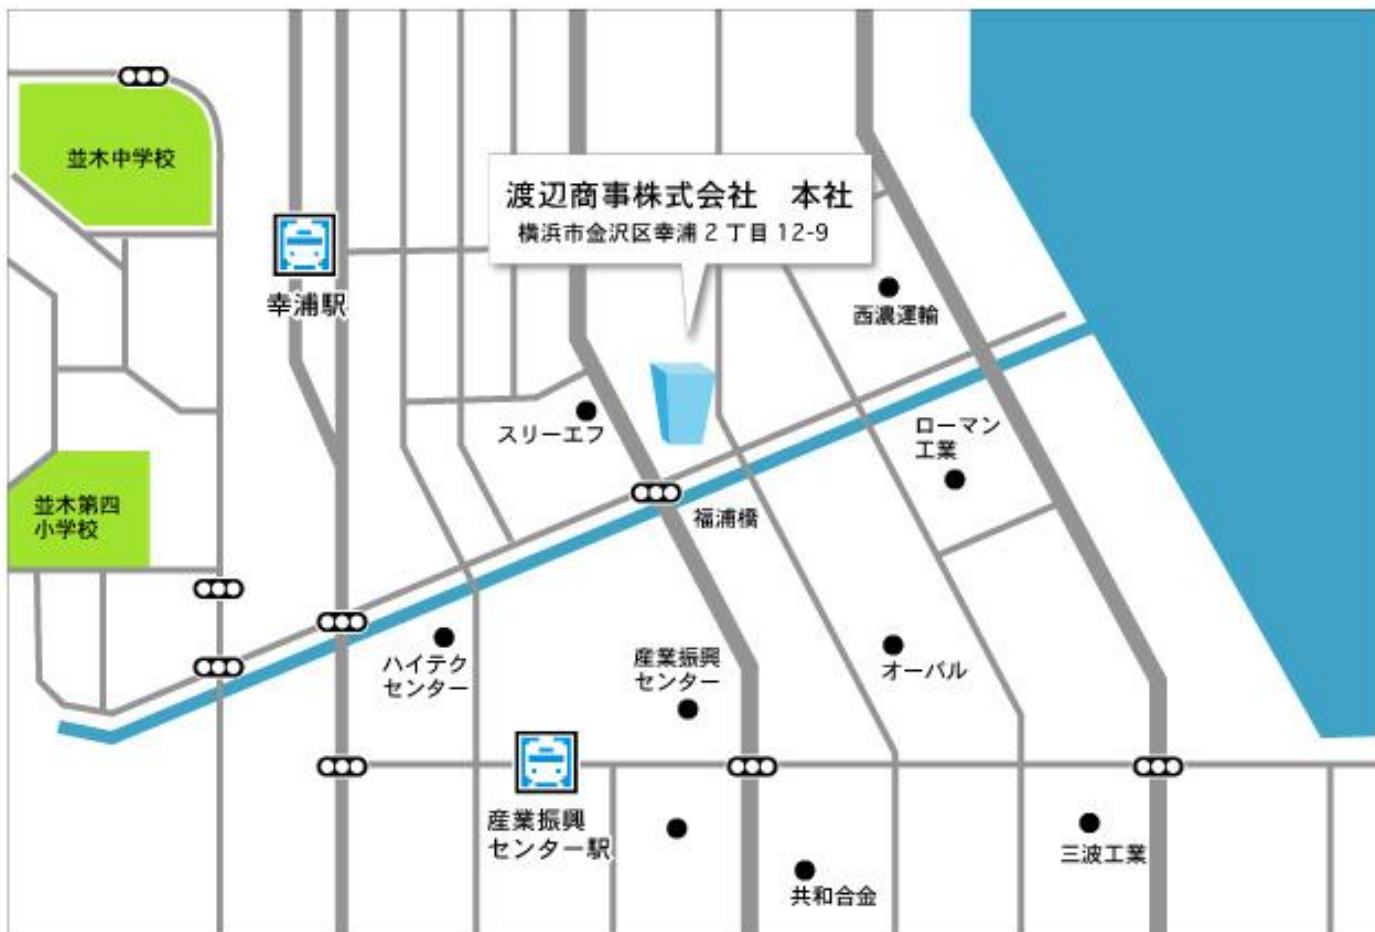 並木中学校
渡辺商事株式会社　本社
横浜市金沢区幸浦2丁目12-9
幸浦駅
西濃運輸
スリーエフ
ローマン
工業
並木第四
小学校
福浦橋
ハイテク
センター
産業振興
センター
オーバル
産業振興
センター駅
三波工業
共和合金